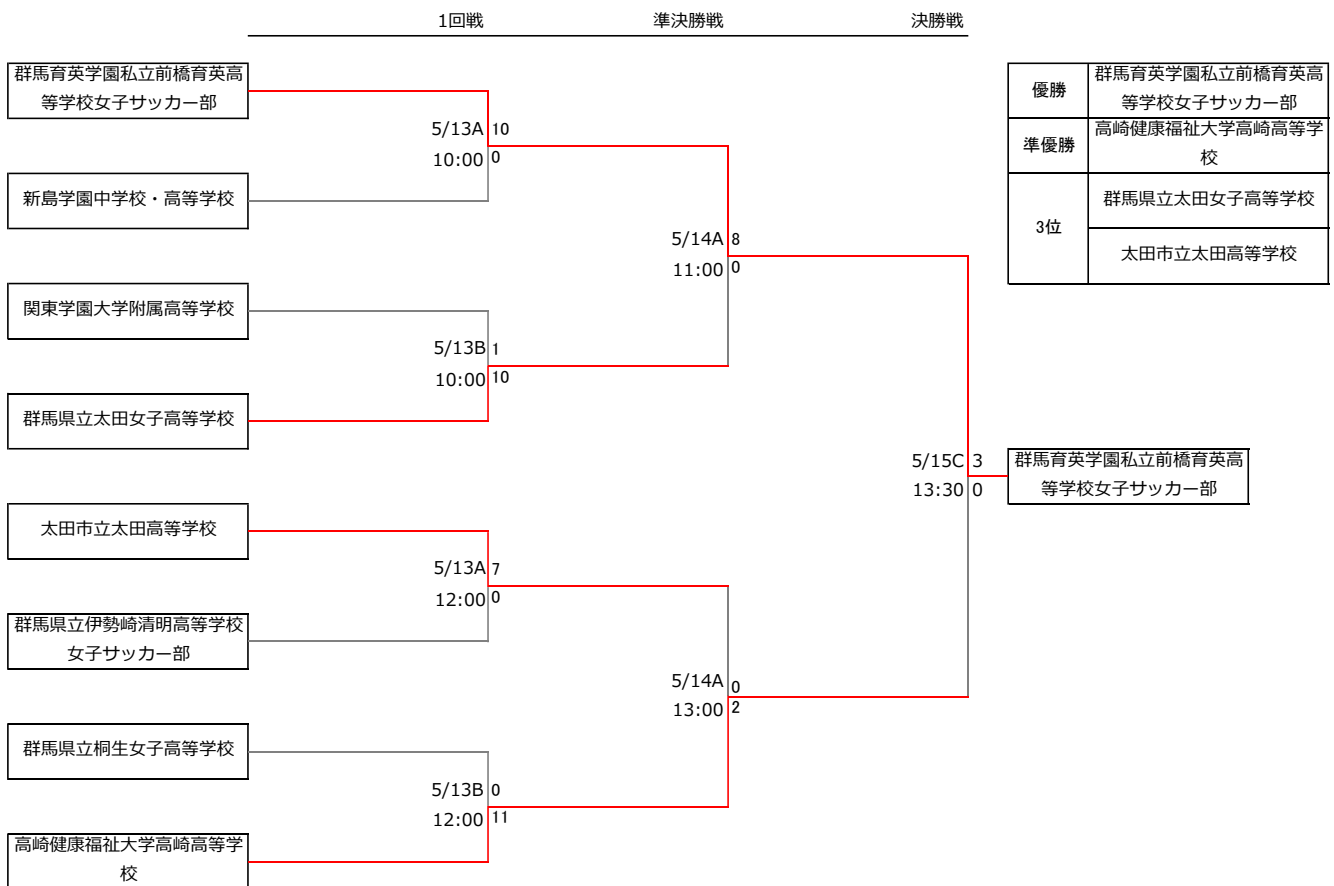 1回戦
準決勝戦
決勝戦
群馬育英学園私立前橋育英高
等学校女子サッカー部
優勝
群馬育英学園私立前橋育英高
等学校女子サッカー部
5/13A 10
10:00 0
準優勝
高崎健康福祉大学高崎高等学
校
新島学園中学校・高等学校
3位
群馬県立太田女子高等学校
太田市立太田高等学校
5/14A 8
11:00 0
関東学園大学附属高等学校
5/13B 1
10:00 10
群馬県立太田女子高等学校
5/15C 3
13:30 0
群馬育英学園私立前橋育英高
等学校女子サッカー部
太田市立太田高等学校
5/13A 7
12:00 0
群馬県立伊勢崎清明高等学校
女子サッカー部
5/14A 0
13:00 2
群馬県立桐生女子高等学校
5/13B 0
12:00 11
高崎健康福祉大学高崎高等学
校